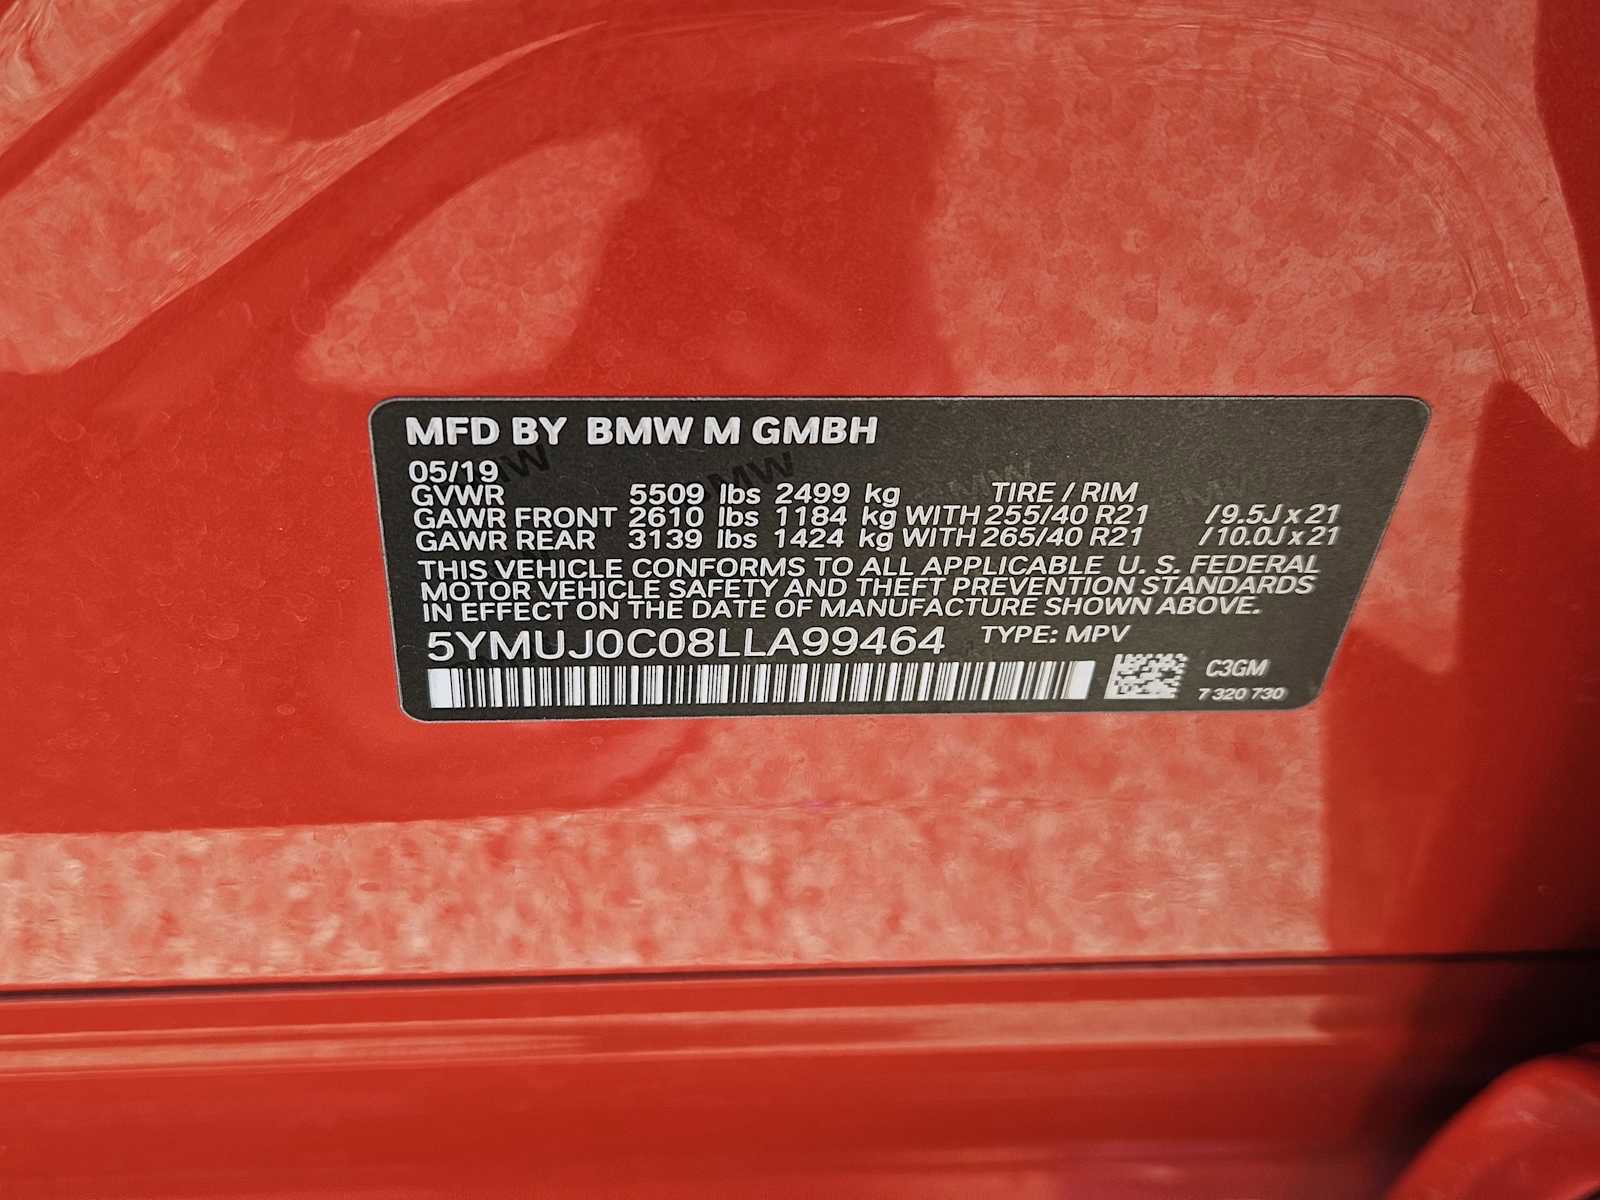 MFD BY BMW M GMBH
05/19
GVWR 5509 lbs 2499 kg TIRE / RIM
GAWR FRONT 2610 lbs 1184 kg WITH 255/40 R21 /9.5J x 21
GAWR REAR 3139 lbs 1424 kg WITH 265/40 R21 /10.0J x 21
THIS VEHICLE CONFORMS TO ALL APPLICABLE U. S. FEDERAL
MOTOR VEHICLE SAFETY AND THEFT PREVENTION STANDARDS
IN EFFECT ON THE DATE OF MANUFACTURE SHOWN ABOVE.
5YMUJ0C08LLA99464 TYPE: MPV
C3GM
7 320 730